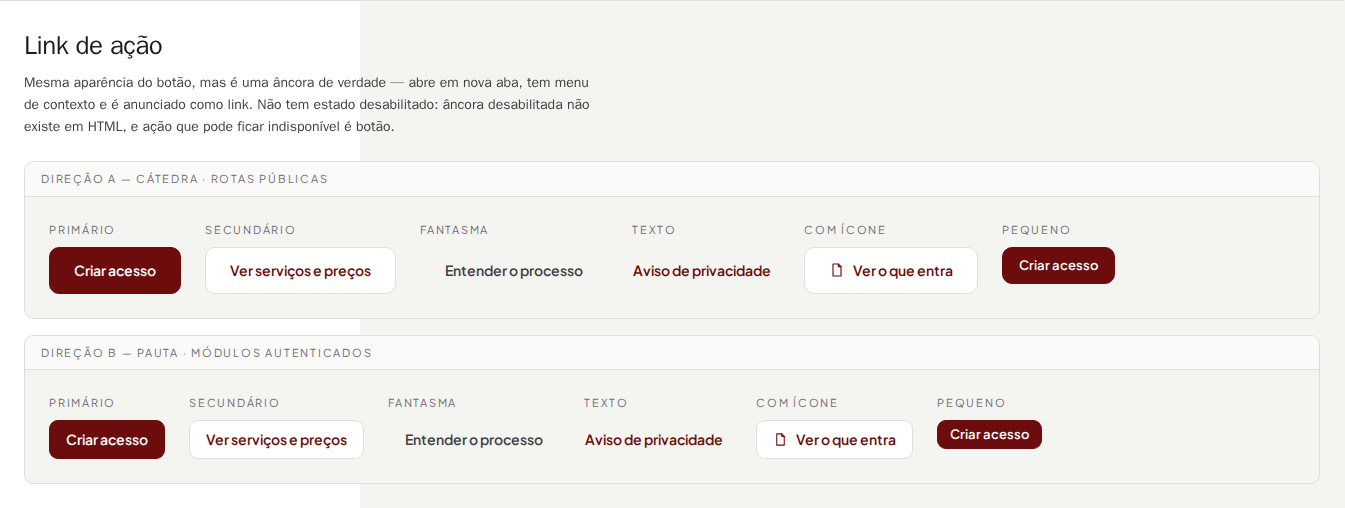 Link de ação
Mesma aparência do botão, mas é uma âncora de verdade — abre em nova aba, tem menu
de contexto e é anunciado como link. Não tem estado desabilitado: âncora desabilitada não
existe em HTML, e ação que pode ficar indisponível é botão.
DIREÇÃO A — CÁTEDRA · ROTAS PÚBLICAS
PRIMÁRIO SECUNDÁRIO FANTASMA TEXTO COM ÍCONE PEQUENO
Criar acesso Ver serviços e preços Entender o processo Aviso de privacidade Ver o que entra Criar acesso
DIREÇÃO B — PAUTA · MÓDULOS AUTENTICADOS
PRIMÁRIO SECUNDÁRIO FANTASMA TEXTO COM ÍCONE PEQUENO
Criar acesso Ver serviços e preços Entender o processo Aviso de privacidade Ver o que entra Criar acesso